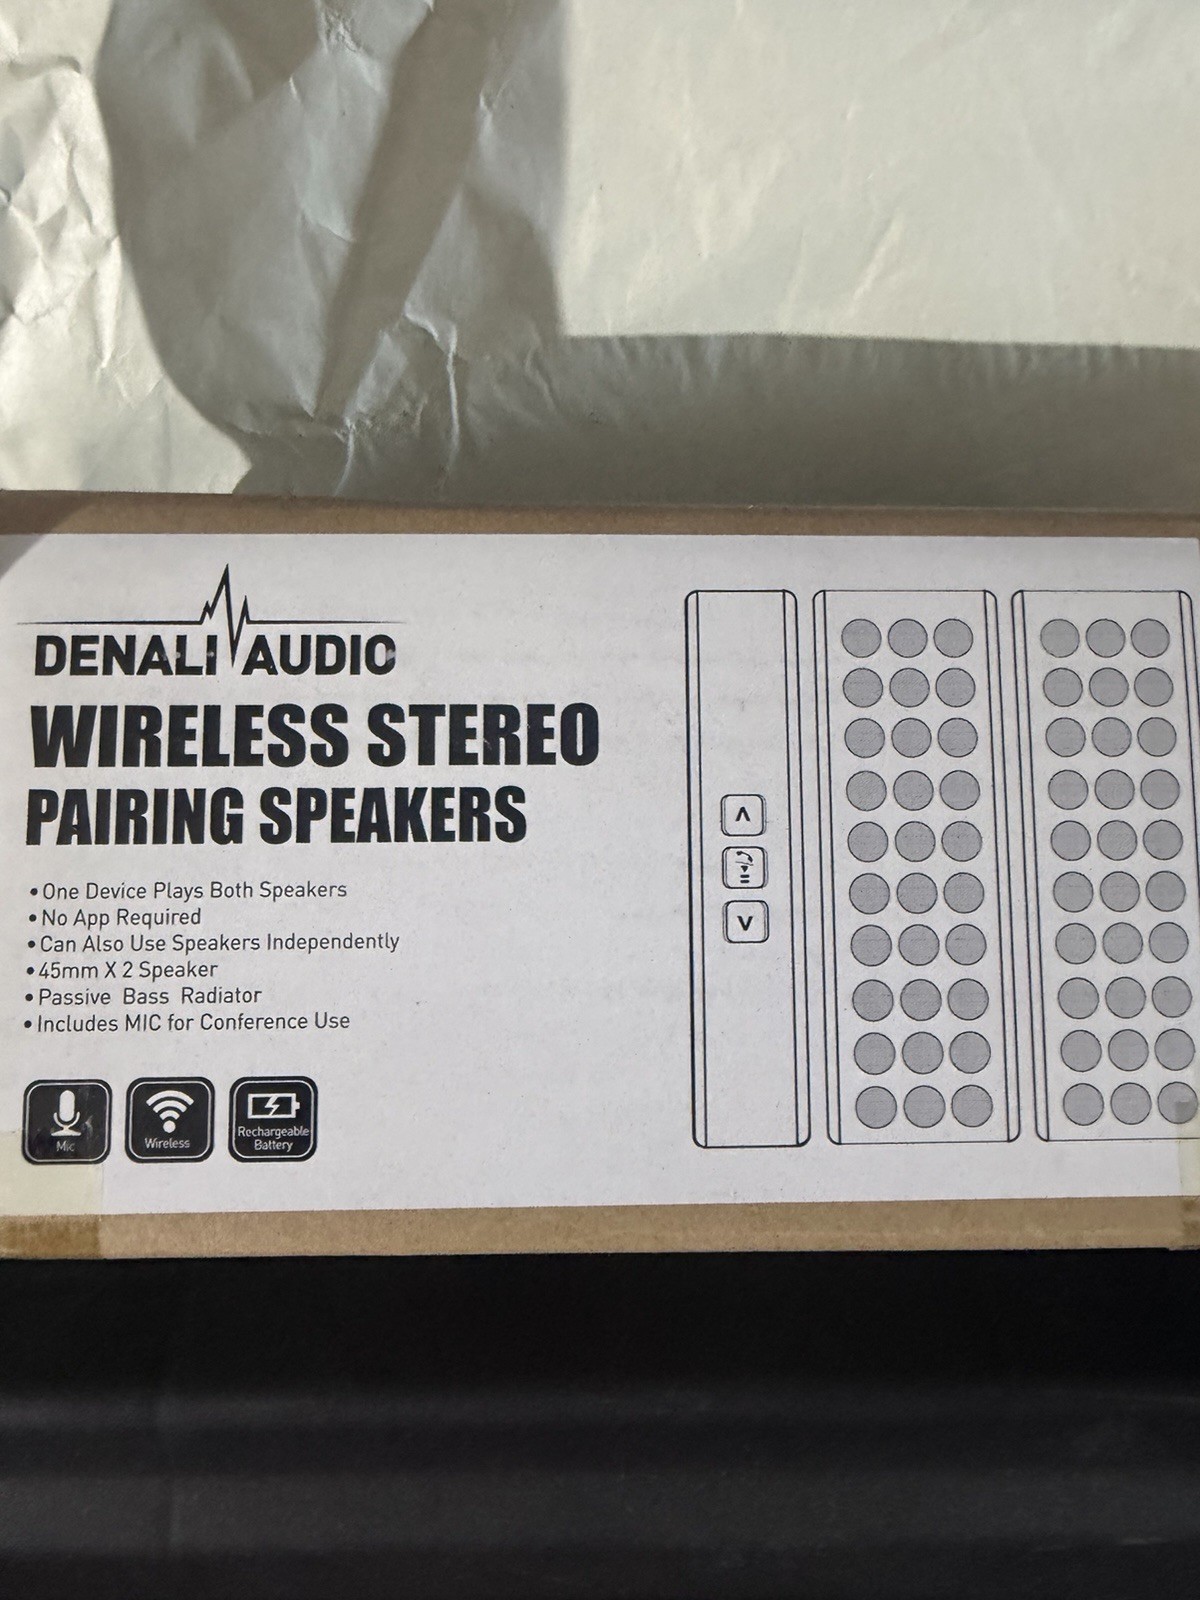 DENALI AUDIO
WIRELESS STEREO
PAIRING SPEAKERS
• One Device Plays Both Speakers
• No App Required
• Can Also Use Speakers Independently
• 45mm X 2 Speaker
• Passive Bass Radiator
• Includes MIC for Conference Use
Mic
Wireless
Rechargeable
Battery